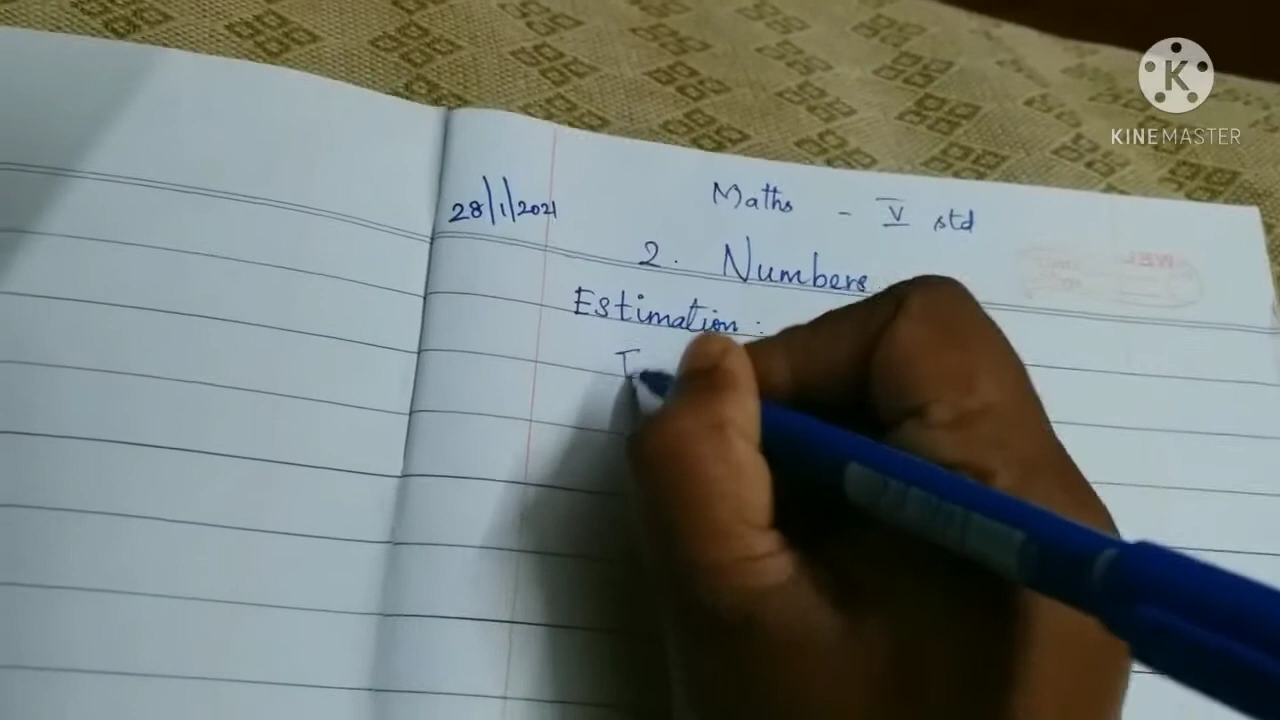 KINEMASTER
28/1/2021
Maths - V std
2. Numbers
Estimation :
I